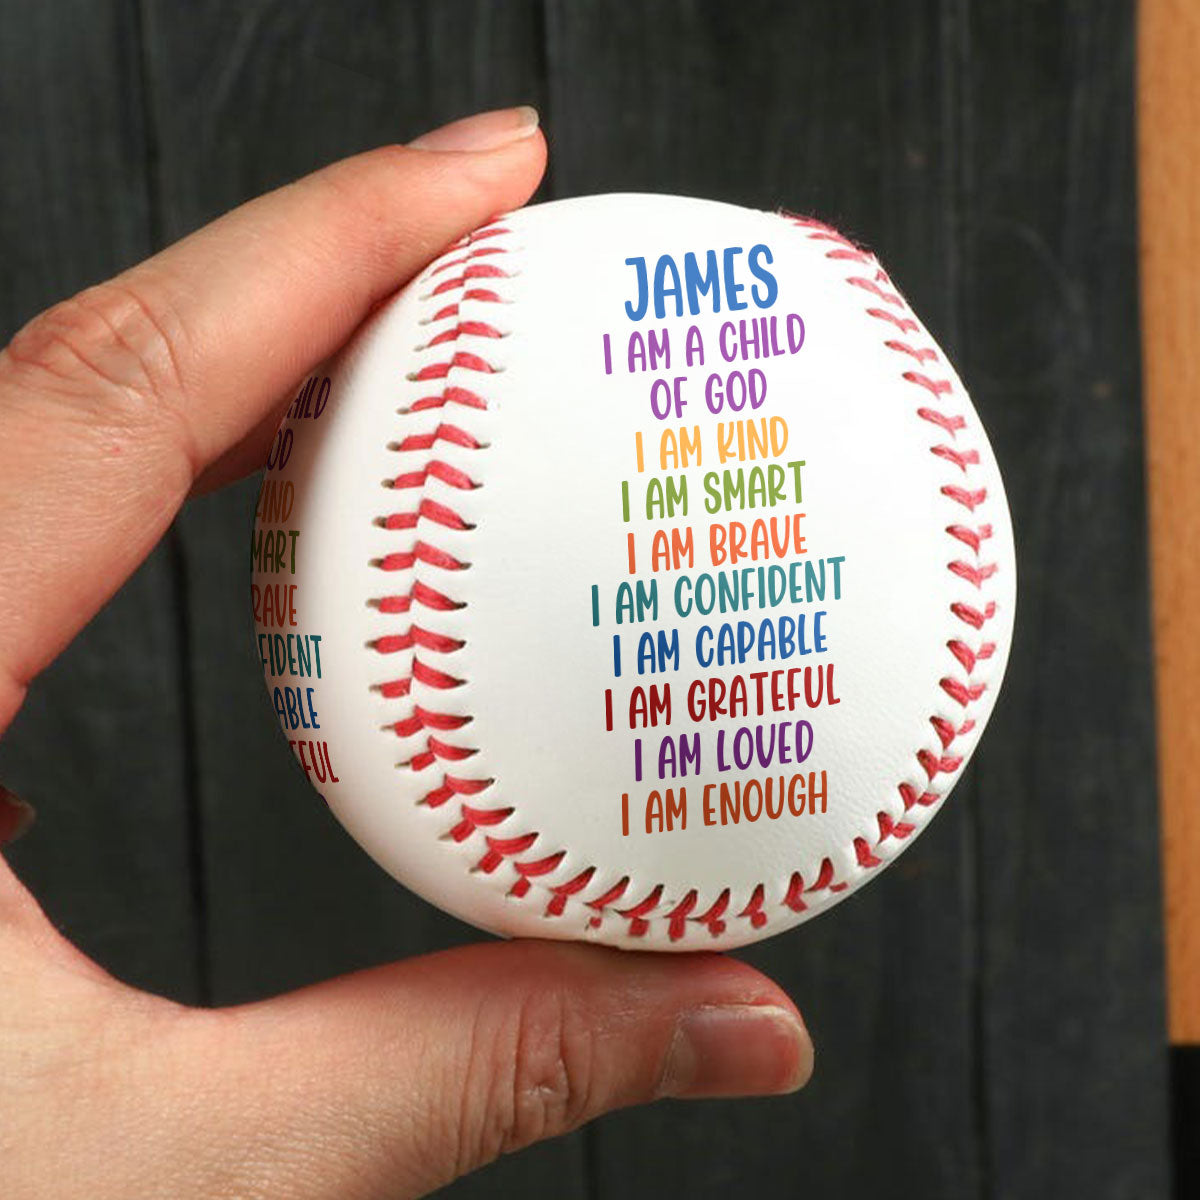 JAMES
I AM A CHILD
OF GOD
I AM KIND
I AM SMART
I AM BRAVE
I AM CONFIDENT
I AM CAPABLE
I AM GRATEFUL
I AM LOVED
I AM ENOUGH